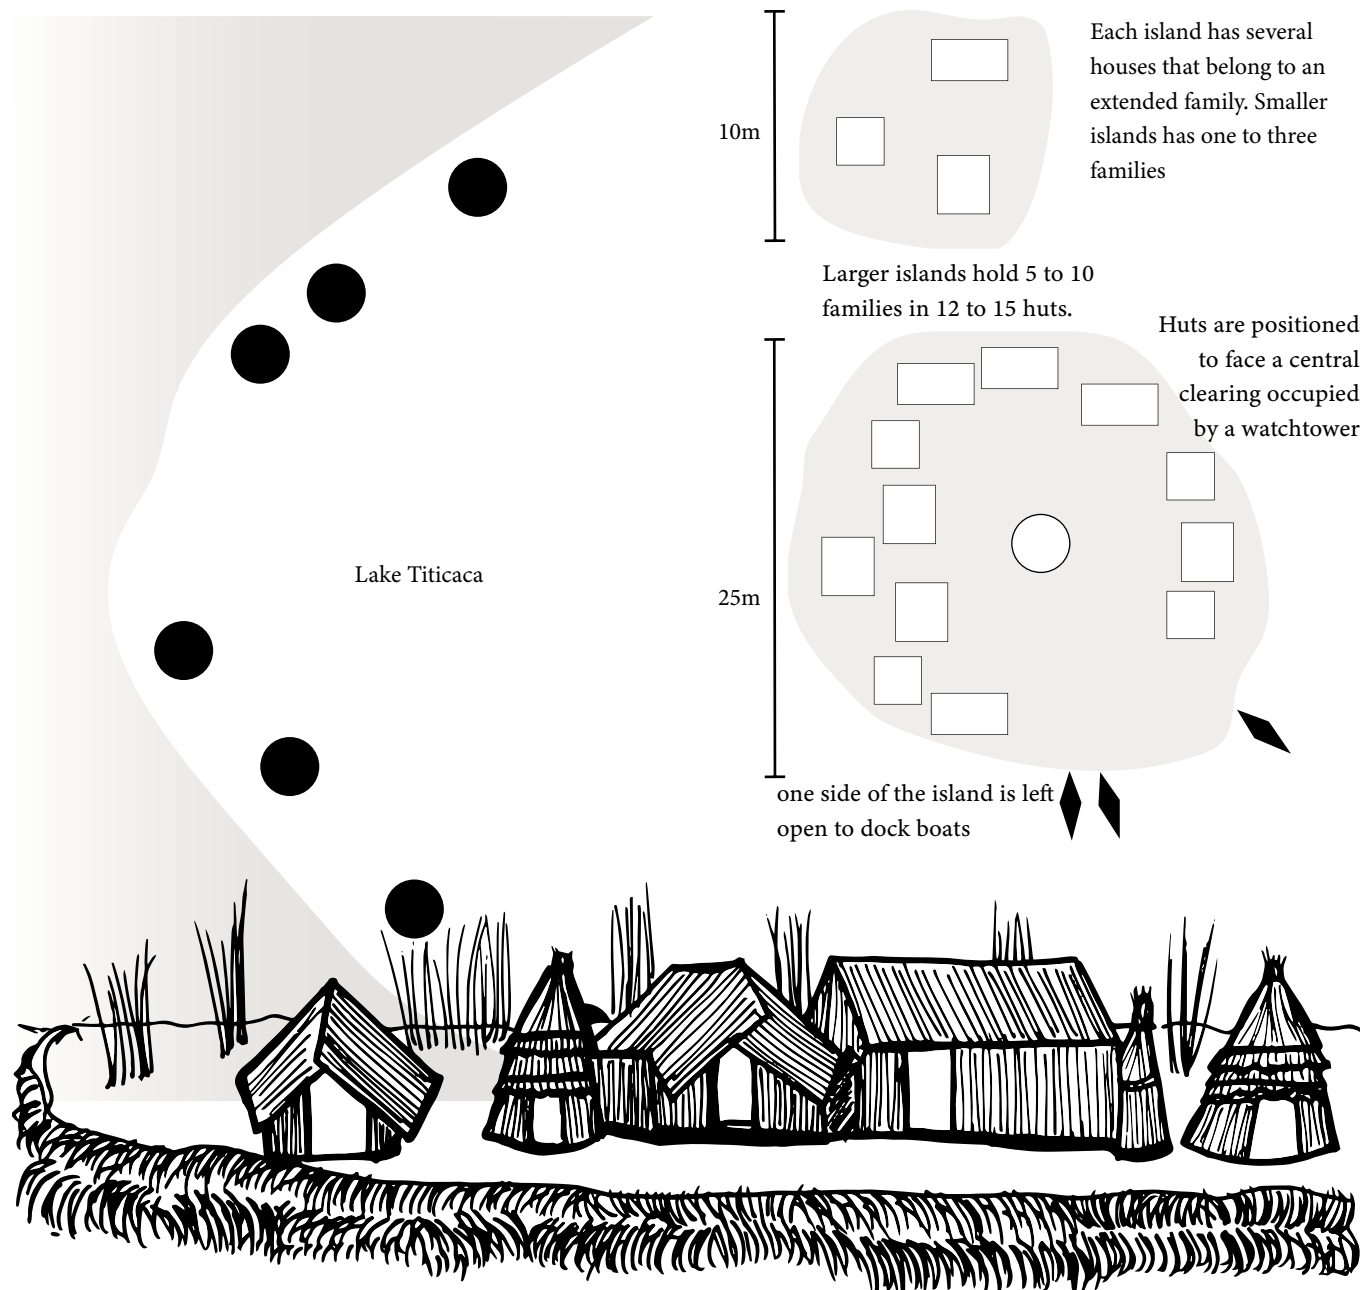 10m
Each island has several
houses that belong to an
extended family. Smaller
islands has one to three
families
Larger islands hold 5 to 10
families in 12 to 15 huts.
Huts are positioned
to face a central
clearing occupied
by a watchtower
Lake Titicaca
25m
one side of the island is left
open to dock boats